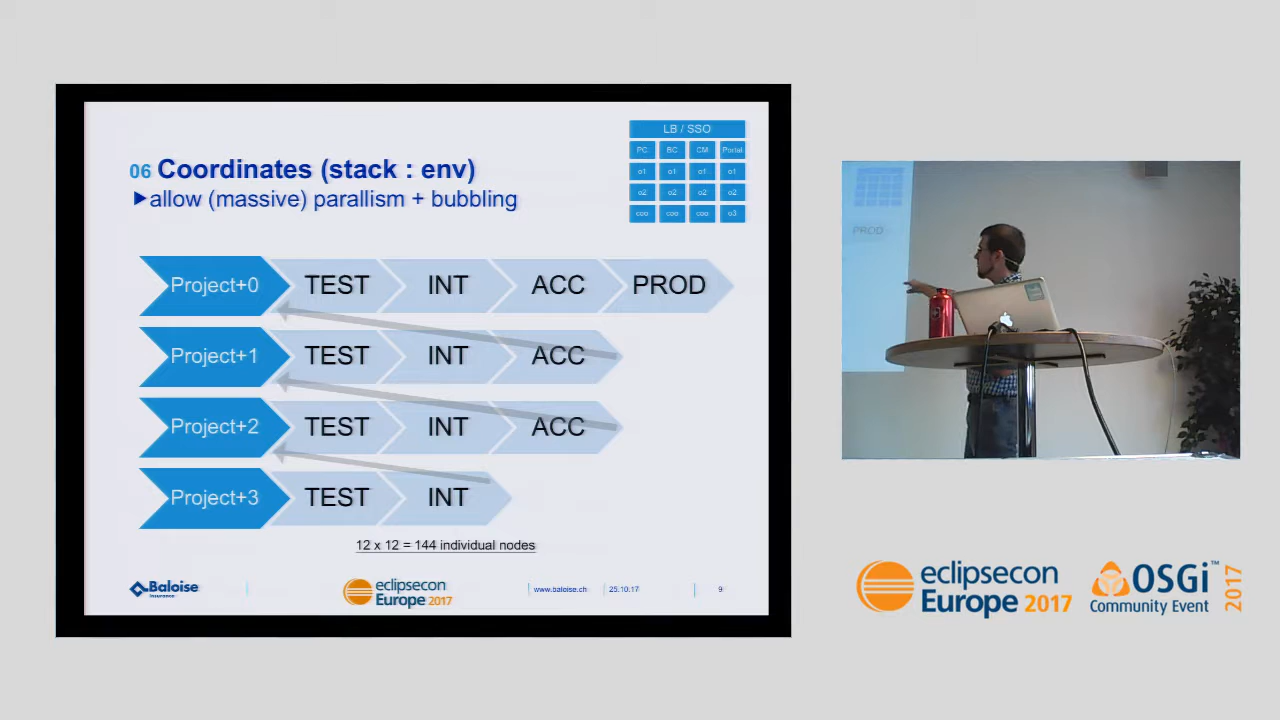 LB / SSO
PC BC CM Portal
o1 o1 o1 o1
o2 o2 o2 o2
coo coo coo o3
06 Coordinates (stack : env)
allow (massive) parallism + bubbling
Project+0 TEST INT ACC PROD
Project+1 TEST INT ACC
Project+2 TEST INT ACC
Project+3 TEST INT
12 x 12 = 144 individual nodes
Baloise
Insurance
eclipsecon
Europe 2017
www.baloise.ch
25.10.17
9
PROD
eclipsecon
Europe 2017
OSGi™
Community Event
2017